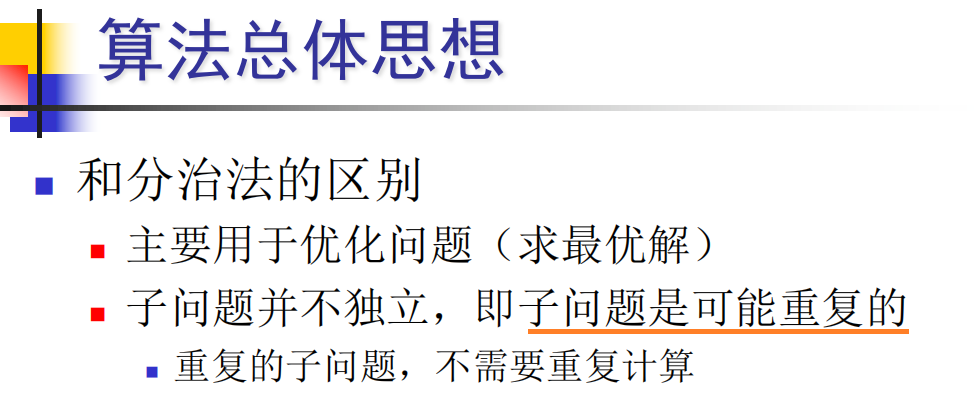 算法总体思想
和分治法的区别
主要用于优化问题（求最优解）
子问题并不独立，即子问题是可能重复的
重复的子问题，不需要重复计算